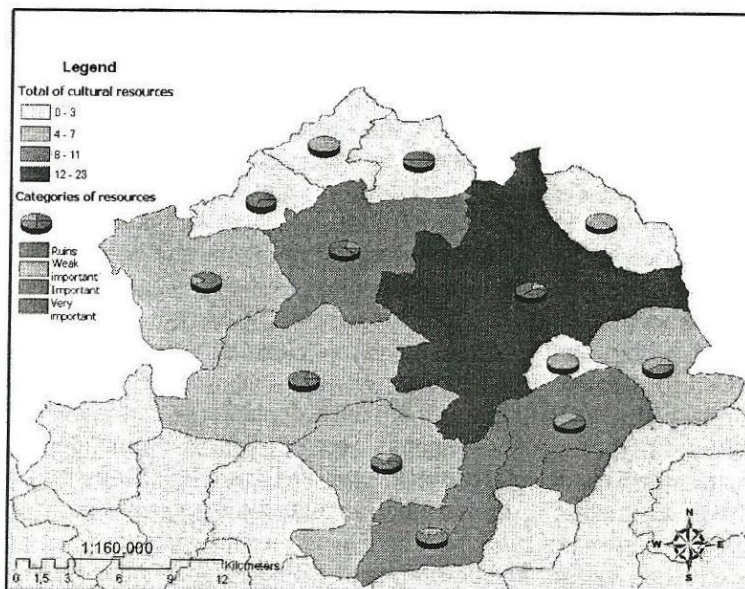 Legend
Total of cultural resources
0 - 3
4 - 7
8 - 11
12 - 23
Categories of resources
Ruins
Weak
important
Important
Very
important
1:160,000
Kilometers
0 1,5 3 6 9 12
N
W E
S